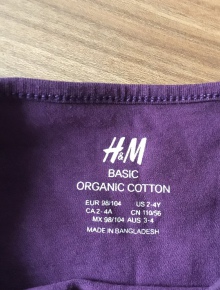 H&M
BASIC
ORGANIC COTTON
EUR 98/104 US 2-4Y
CA 2-4A CN 110/56
MX 98/104 AUS 3-4
MADE IN BANGLADESH